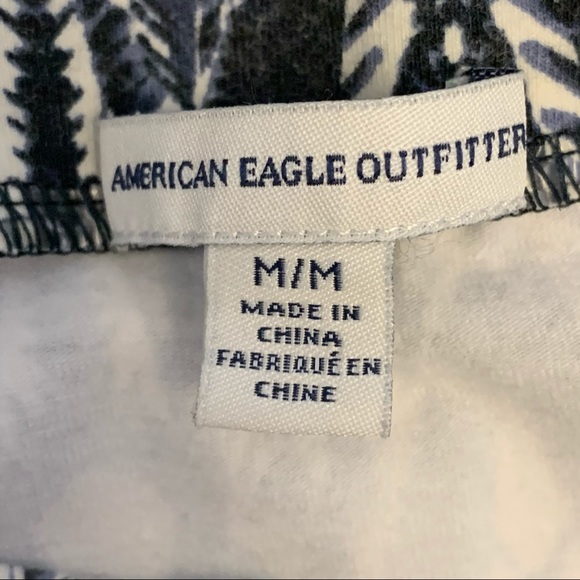 AMERICAN EAGLE OUTFITTER
M/M
MADE IN
CHINA
FABRIQUÉ EN
CHINE